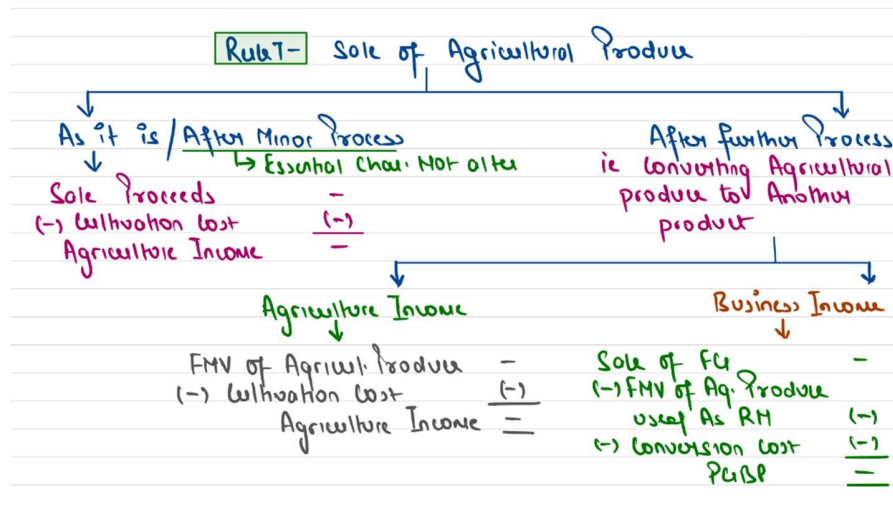 Rule 7- Sale of Agricultural Produce
As it is / After Minor Process
↳ Essential Char. Not alter
Sale Proceeds -
(-) Cultivation Cost (-)
Agriculture Income -
After further Process
ie Converting Agricultural
produce to Another
product
Agriculture Income
FMV of Agricul. Produce -
(-) Cultivation Cost (-)
Agriculture Income =
Business Income
Sale of FG -
(-) FMV of Ag. Produce
used As RM (-)
(-) Conversion Cost (-)
PGBP -